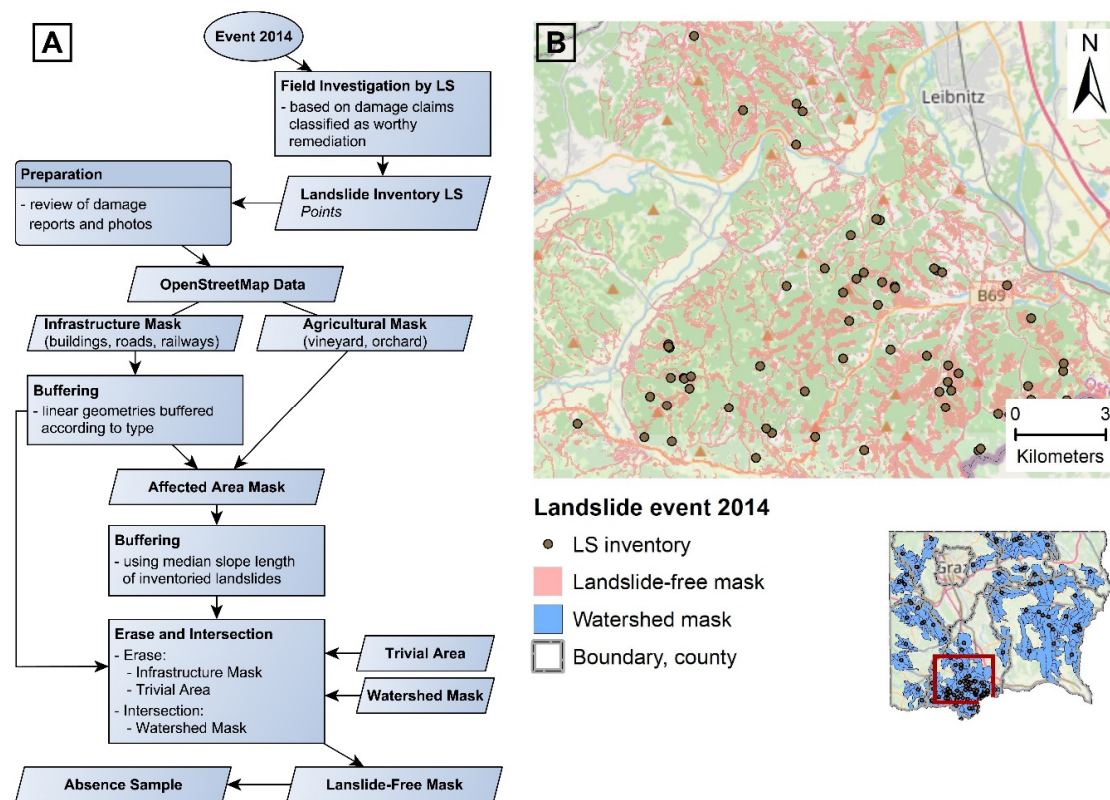 A
Event 2014
Field Investigation by LS
- based on damage claims
classified as worthy
remediation
Preparation
- review of damage
reports and photos
Landslide Inventory LS
Points
OpenStreetMap Data
Infrastructure Mask
(buildings, roads, railways)
Agricultural Mask
(vineyard, orchard)
Buffering
- linear geometries buffered
according to type
Affected Area Mask
Buffering
- using median slope length
of inventoried landslides
Erase and Intersection
- Erase:
- Infrastructure Mask
- Trivial Area
- Intersection:
- Watershed Mask
Trivial Area
Watershed Mask
Absence Sample
Lanslide-Free Mask
B
N
Leibnitz
B69
0 3
Kilometers
Landslide event 2014
LS inventory
Landslide-free mask
Watershed mask
Boundary, county
Graz